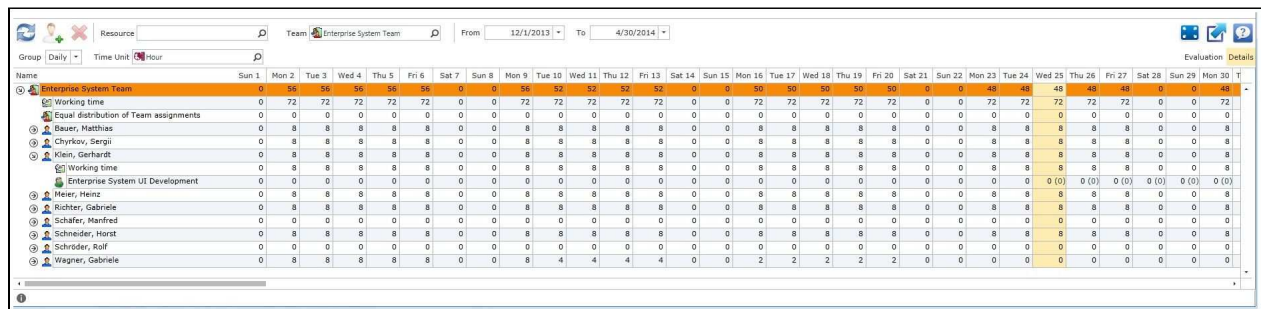 Resource Team Enterprise System Team From 12/1/2013 To 4/30/2014
Group Daily Time Unit Hour Evaluation Details
Name Sun 1 Mon 2 Tue 3 Wed 4 Thu 5 Fri 6 Sat 7 Sun 8 Mon 9 Tue 10 Wed 11 Thu 12 Fri 13 Sat 14 Sun 15 Mon 16 Tue 17 Wed 18 Thu 19 Fri 20 Sat 21 Sun 22 Mon 23 Tue 24 Wed 25 Thu 26 Fri 27 Sat 28 Sun 29 Mon 30 T
Enterprise System Team 0 56 56 56 56 56 0 0 56 52 52 52 52 0 0 50 50 50 50 50 0 0 48 48 48 48 48 0 0 48
Working time 0 72 72 72 72 72 0 0 72 72 72 72 72 0 0 72 72 72 72 72 0 0 72 72 72 72 72 0 0 72
Equal distribution of Team assignments 0 0 0 0 0 0 0 0 0 0 0 0 0 0 0 0 0 0 0 0 0 0 0 0 0 0 0 0 0 0
Bauer, Matthias 0 8 8 8 8 8 0 0 8 8 8 8 8 0 0 8 8 8 8 8 0 0 8 8 8 8 8 0 0 8
Chyrkov, Sergii 0 8 8 8 8 8 0 0 8 8 8 8 8 0 0 8 8 8 8 8 0 0 8 8 8 8 8 0 0 8
Klein, Gerhardt 0 8 8 8 8 8 0 0 8 8 8 8 8 0 0 8 8 8 8 8 0 0 8 8 8 8 8 0 0 8
Working time 0 8 8 8 8 8 0 0 8 8 8 8 8 0 0 8 8 8 8 8 0 0 8 8 8 8 8 0 0 8
Enterprise System UI Development 0 0 0 0 0 0 0 0 0 0 0 0 0 0 0 0 0 0 0 0 0 0 0 0 0 (0) 0 (0) 0 (0) 0 (0) 0 (0) 0 (0)
Meier, Heinz 0 8 8 8 8 8 0 0 8 8 8 8 8 0 0 8 8 8 8 8 0 0 8 8 8 8 8 0 0 8
Richter, Gabriele 0 8 8 8 8 8 0 0 8 8 8 8 8 0 0 8 8 8 8 8 0 0 8 8 8 8 8 0 0 8
Schäfer, Manfred 0 0 0 0 0 0 0 0 0 0 0 0 0 0 0 0 0 0 0 0 0 0 0 0 0 0 0 0 0 0
Schneider, Horst 0 8 8 8 8 8 0 0 8 8 8 8 8 0 0 8 8 8 8 8 0 0 8 8 8 8 8 0 0 8
Schröder, Rolf 0 0 0 0 0 0 0 0 0 0 0 0 0 0 0 0 0 0 0 0 0 0 0 0 0 0 0 0 0 0
Wagner, Gabriele 0 8 8 8 8 8 0 0 8 4 4 4 4 0 0 2 2 2 2 2 0 0 0 0 0 0 0 0 0 0